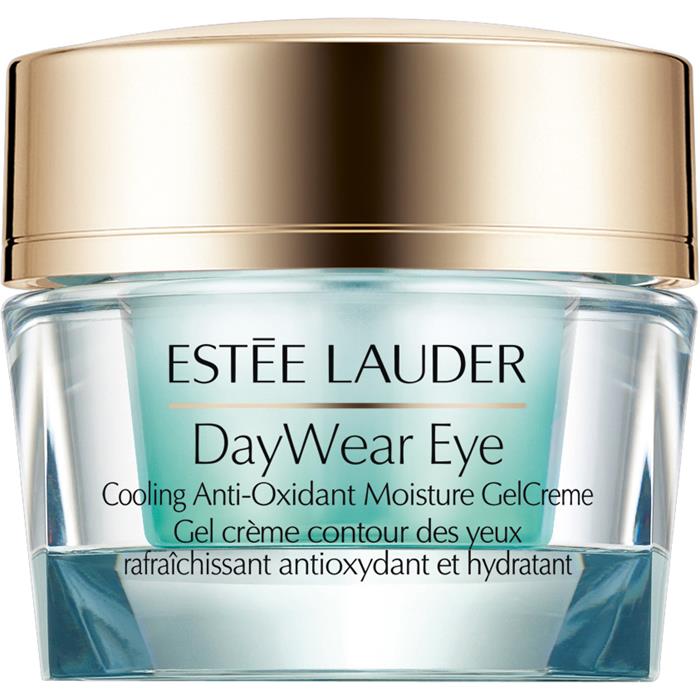 ESTĒE LAUDER
DayWear Eye
Cooling Anti-Oxidant Moisture GelCreme
Gel crème contour des yeux
rafraîchissant antioxydant et hydratant